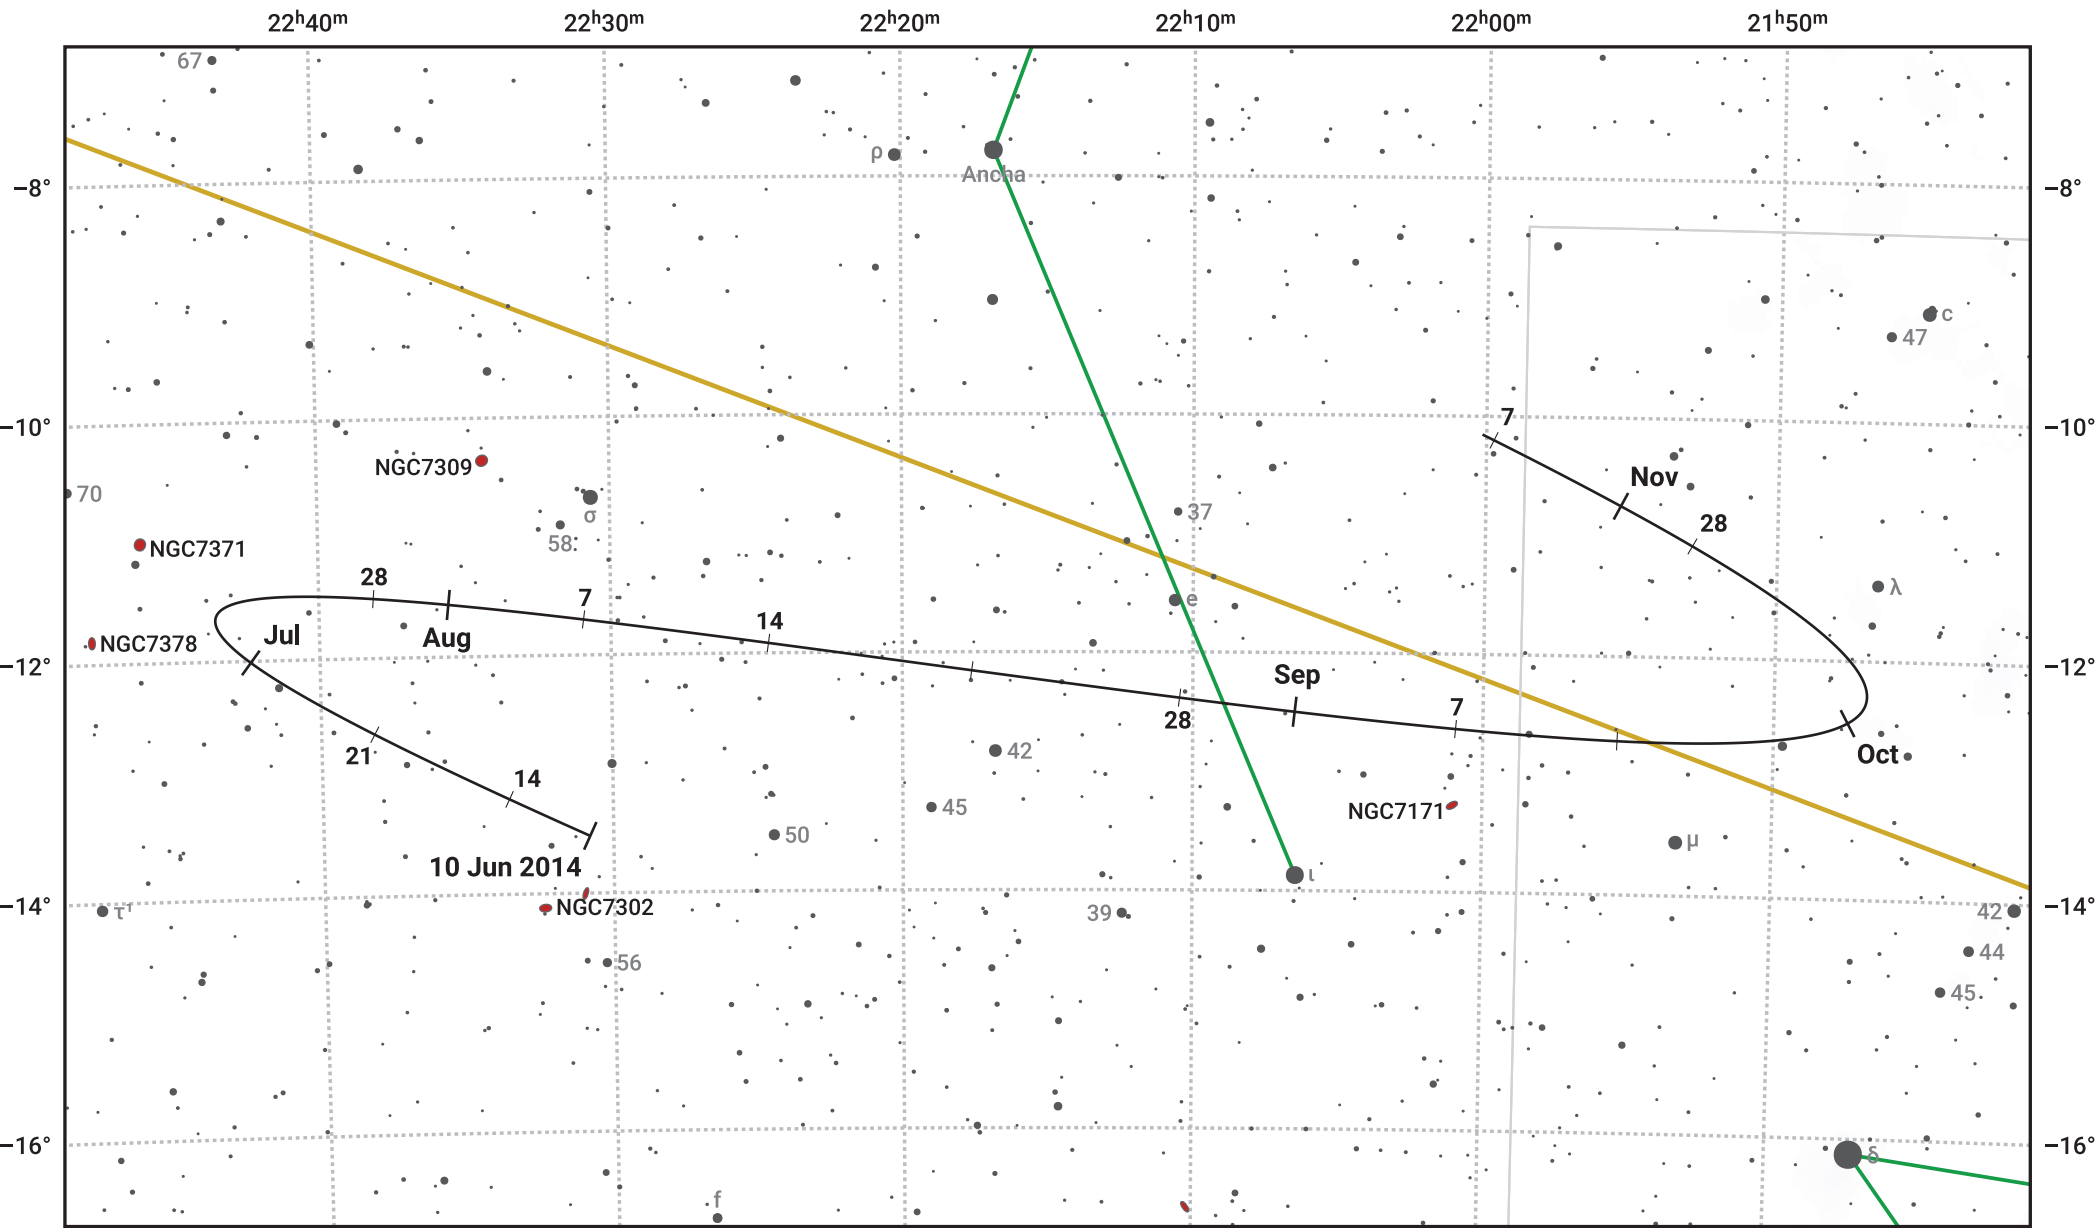 22ʰ40ᵐ 22ʰ30ᵐ 22ʰ20ᵐ 22ʰ10ᵐ 22ʰ00ᵐ 21ʰ50ᵐ
67
ρ
Ancha
−8° −8°
c
47
7
−10° −10°
NGC7309
Nov
70
σ
37
28
58
NGC7371
28
7
e
λ
14
Jul
Aug
NGC7378
−12° −12°
Sep
7
28
21
42
Oct
14
45
NGC7171
50
μ
10 Jun 2014
ι
NGC7302
τ¹
39
42
−14° −14°
44
56
45
−16° −16°
δ
f